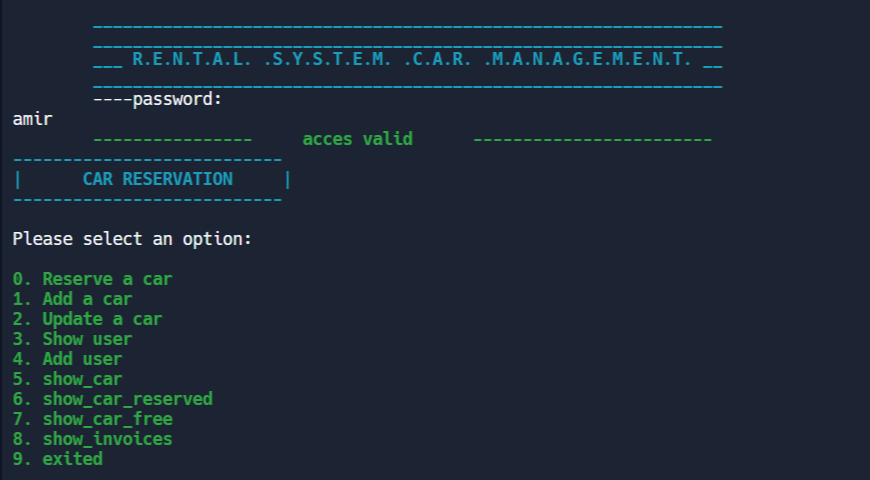 ___ R.E.N.T.A.L. .S.Y.S.T.E.M. .C.A.R. .M.A.N.A.G.E.M.E.N.T. __
----password:
amir
---------------- acces valid ------------------------
---------------------------
| CAR RESERVATION |
---------------------------
Please select an option:
0. Reserve a car
1. Add a car
2. Update a car
3. Show user
4. Add user
5. show_car
6. show_car_reserved
7. show_car_free
8. show_invoices
9. exited